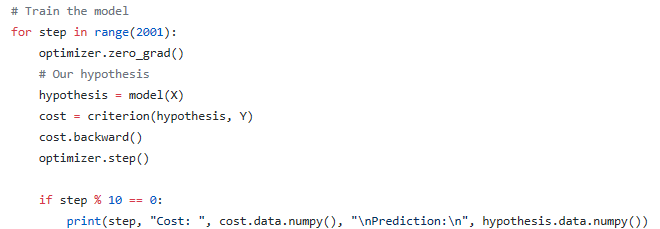 # Train the model
for step in range(2001):
    optimizer.zero_grad()
    # Our hypothesis
    hypothesis = model(X)
    cost = criterion(hypothesis, Y)
    cost.backward()
    optimizer.step()

    if step % 10 == 0:
        print(step, "Cost: ", cost.data.numpy(), "\nPrediction:\n", hypothesis.data.numpy())